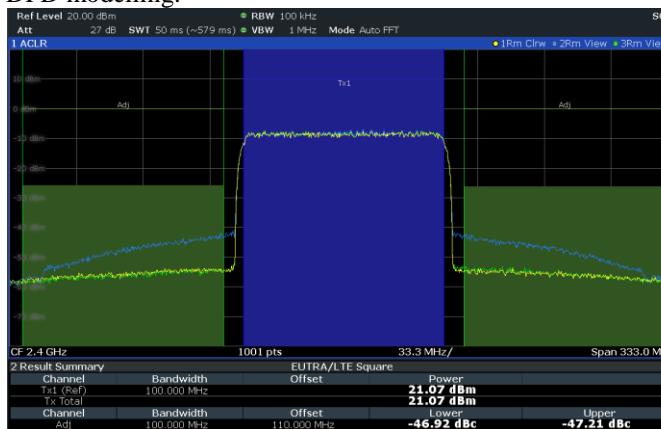 DPD modelling.
Ref Level 20.00 dBm RBW 100 kHz
Att 27 dB SWT 50 ms (~579 ms) VBW 1 MHz Mode Auto FFT
1 ACLR 1Rm Clrw 2Rm View 3Rm Vie
10 dBm
Tx1
Adj Adj
0 dBm
-10 dBm
-20 dBm
-30 dBm
-40 dBm
-50 dBm
-60 dBm
-70 dBm
CF 2.4 GHz 1001 pts 33.3 MHz/ Span 333.0 M
2 Result Summary EUTRA/LTE Square
Channel Bandwidth Offset Power
Tx1 (Ref) 100.000 MHz 21.07 dBm
Tx Total 21.07 dBm
Channel Bandwidth Offset Lower Upper
Adj 100.000 MHz 110.000 MHz -46.92 dBc -47.21 dBc